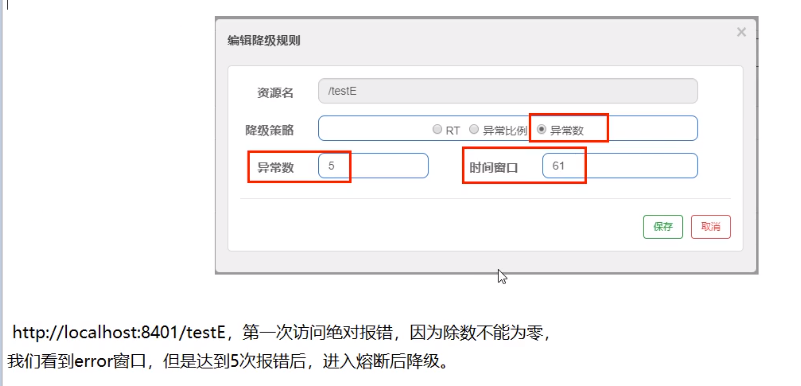 编辑降级规则 ×
资源名 /testE
降级策略 RT 异常比例 异常数
异常数 5 时间窗口 61
保存 取消
http://localhost:8401/testE，第一次访问绝对报错，因为除数不能为零，
我们看到error窗口，但是达到5次报错后，进入熔断后降级。